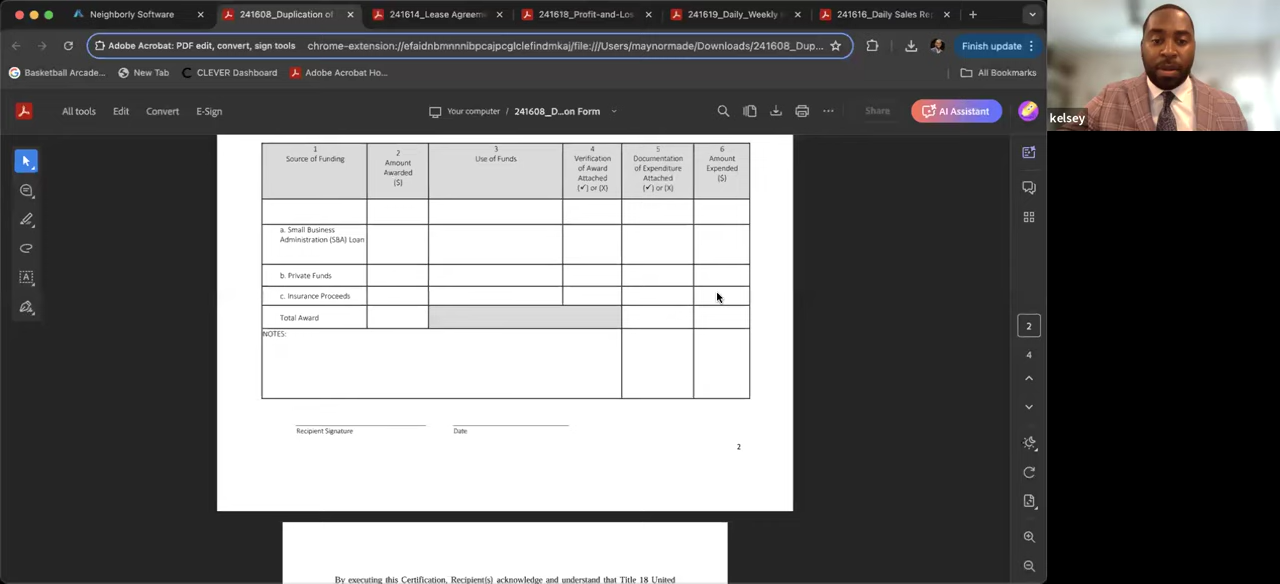 Neighborly Software
241608_Duplication of
241614_Lease Agreem
241618_Profit-and-Los
241619_Daily_Weekly
241616_Daily Sales Re
Adobe Acrobat: PDF edit, convert, sign tools
chrome-extension://efaidnbmnnnibpcajpcglclefindmkaj/file:///Users/maynormade/Downloads/241608_Dup...
Finish update
Basketball Arcade...
New Tab
CLEVER Dashboard
Adobe Acrobat Ho...
All Bookmarks
All tools
Edit
Convert
E-Sign
Your computer / 241608_D...on Form
Share
AI Assistant
kelsey
1
Source of Funding
2
Amount
Awarded
($)
3
Use of Funds
4
Verification
of Award
Attached
(✓) or (X)
5
Documentation
of Expenditure
Attached
(✓) or (X)
6
Amount
Expended
($)
a. Small Business
Administration (SBA) Loan
b. Private Funds
c. Insurance Proceeds
Total Award
NOTES:
Recipient Signature
Date
2
2
4
By executing this Certification, Recipient(s) acknowledge and understand that Title 18 United